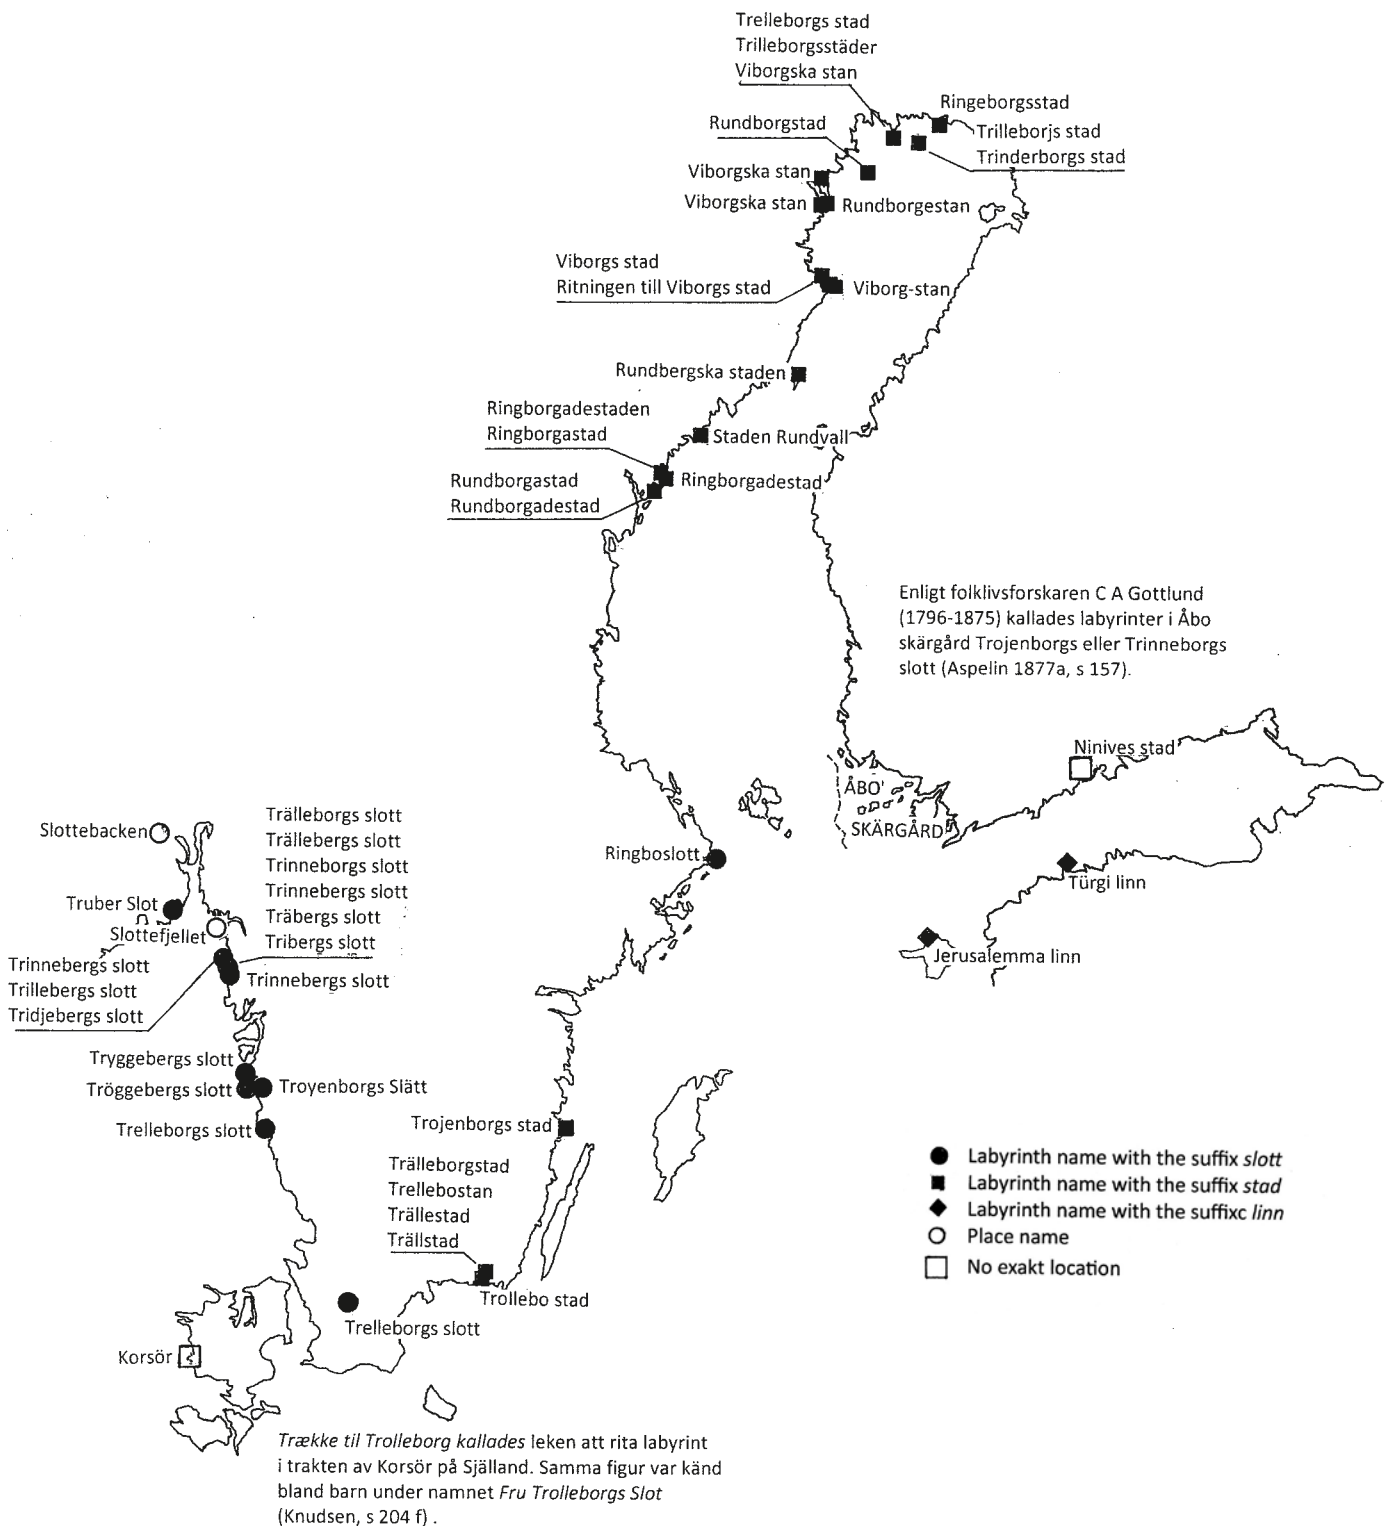 Trelleborgs stad
Trilleborgsstäder
Viborgska stan
Ringeborgsstad
Rundborgstad
Trilleborjs stad
Trinderborgs stad
Viborgska stan
Viborgska stan
Rundborgestan
Viborgs stad
Ritningen till Viborgs stad
Viborg-stan
Rundbergska staden
Ringborgadestaden
Ringborgastad
Staden Rundvall
Rundborgastad
Rundborgadestad
Ringborgadestad
Enligt folklivsforskaren C A Gottlund
(1796-1875) kallades labyrinter i Åbo
skärgård Trojenborgs eller Trinneborgs
slott (Aspelin 1877a, s 157).
Ninives stad
ÅBO
SKÄRGÅRD
Türgi linn
Jerusalemma linn
Ringboslott
Slottebacken
Trälleborgs slott
Trällebergs slott
Trinneborgs slott
Trinnebergs slott
Träbergs slott
Tribergs slott
Truber Slot
Slottefjellet
Trinnebergs slott
Trillebergs slott
Tridjebergs slott
Trinnebergs slott
Tryggebergs slott
Tröggebergs slott
Troyenborgs Slätt
Trelleborgs slott
Trojenborgs stad
Trälleborgstad
Trellebostan
Trällestad
Trällstad
Trollebo stad
Trelleborgs slott
Korsör
Labyrinth name with the suffix slott
Labyrinth name with the suffix stad
Labyrinth name with the suffixc linn
Place name
No exakt location
Trække til Trolleborg kallades leken att rita labyrint
i trakten av Korsör på Själland. Samma figur var känd
bland barn under namnet Fru Trolleborgs Slot
(Knudsen, s 204 f) .